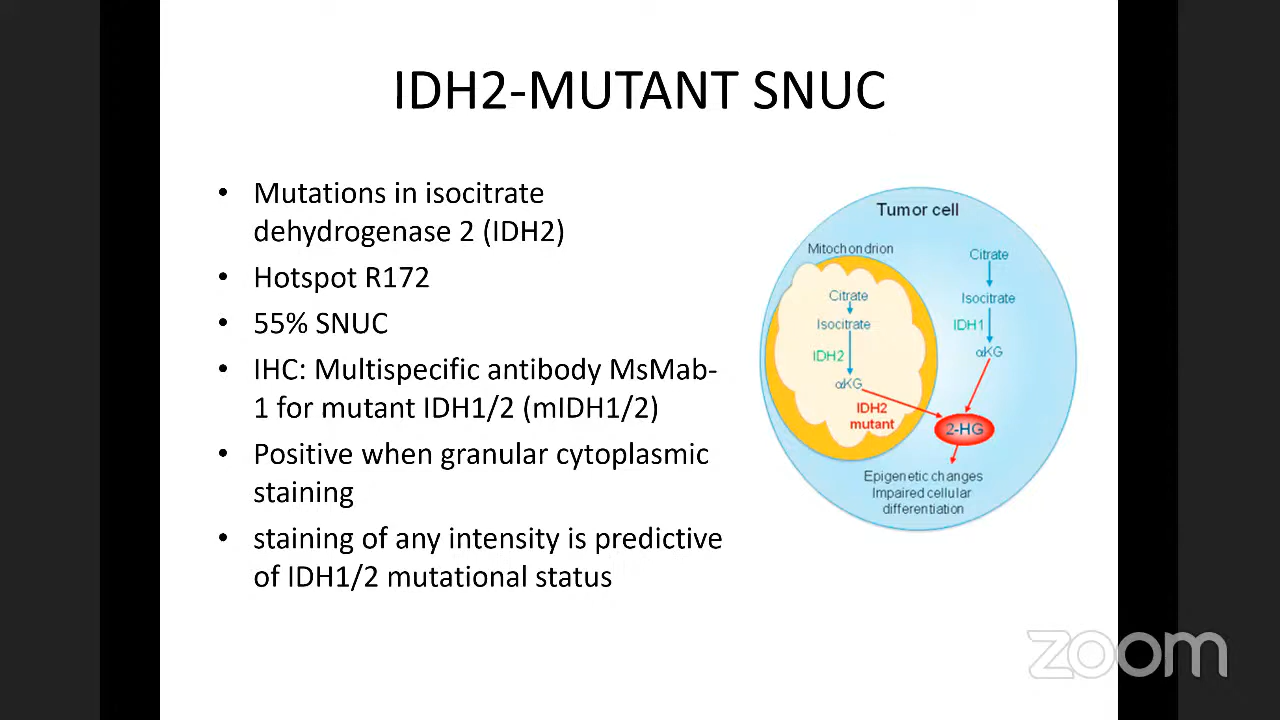 IDH2-MUTANT SNUC
• Mutations in isocitrate
dehydrogenase 2 (IDH2)
• Hotspot R172
• 55% SNUC
• IHC: Multispecific antibody MsMab-
1 for mutant IDH1/2 (mIDH1/2)
• Positive when granular cytoplasmic
staining
• staining of any intensity is predictive
of IDH1/2 mutational status
Tumor cell
Mitochondrion
Citrate
Isocitrate
IDH2
αKG
IDH2
mutant
Citrate
Isocitrate
IDH1
αKG
2-HG
Epigenetic changes
Impaired cellular
differentiation
zoom